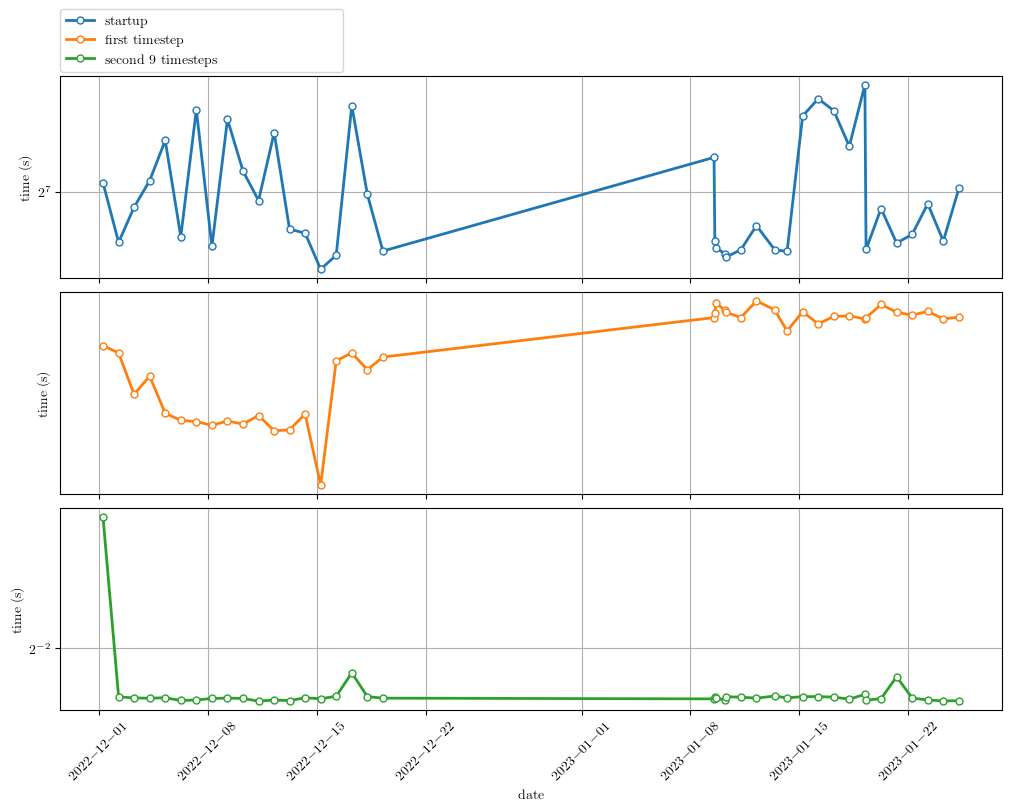 startup
first timestep
second 9 timesteps
time (s)
2^7
time (s)
time (s)
2^−2
2022−12−01
2022−12−08
2022−12−15
2022−12−22
2023−01−01
2023−01−08
2023−01−15
2023−01−22
date